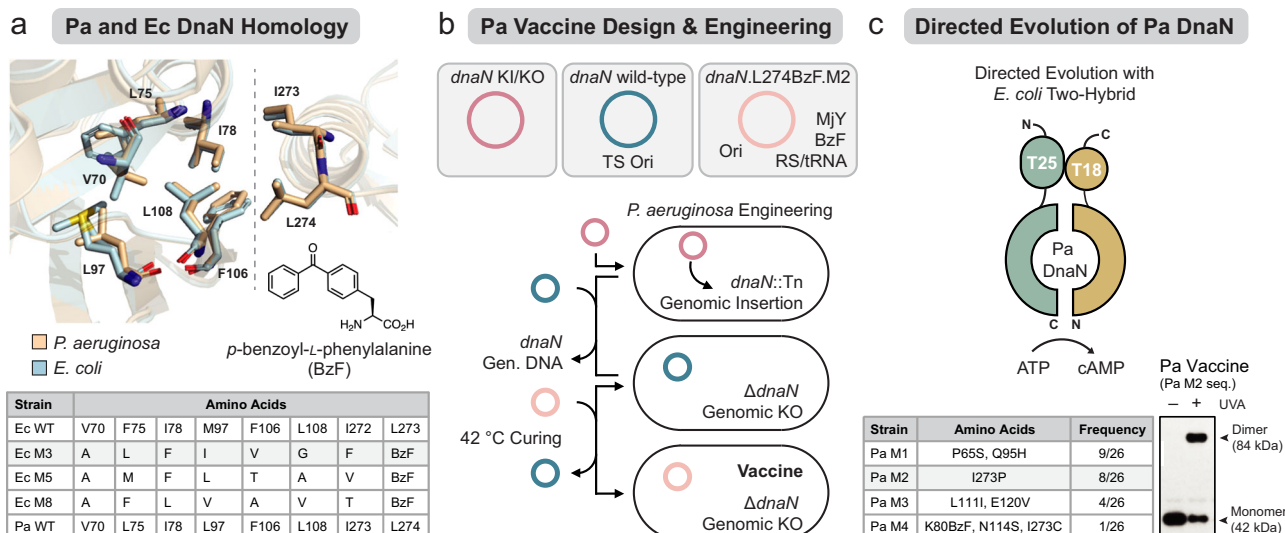 a Pa and Ec DnaN Homology
L75
I78
V70
L108
L97
F106
I273
L274
O
H₂N
CO₂H
P. aeruginosa
E. coli
p-benzoyl-L-phenylalanine
(BzF)
Strain Amino Acids
Ec WT V70 F75 I78 M97 F106 L108 I272 L273
Ec M3 A L F I V G F BzF
Ec M5 A M F L T A V BzF
Ec M8 A F L V A V T BzF
Pa WT V70 L75 I78 L97 F106 L108 I273 L274
b Pa Vaccine Design & Engineering
dnaN KI/KO
dnaN wild-type
TS Ori
dnaN.L274BzF.M2
Ori
MjY
BzF
RS/tRNA
P. aeruginosa Engineering
dnaN::Tn
Genomic Insertion
dnaN
Gen. DNA
ΔdnaN
Genomic KO
42 °C Curing
Vaccine
ΔdnaN
Genomic KO
c Directed Evolution of Pa DnaN
Directed Evolution with
E. coli Two-Hybrid
N
C
T25
T18
Pa
DnaN
C
N
ATP
cAMP
Strain Amino Acids Frequency
Pa M1 P65S, Q95H 9/26
Pa M2 I273P 8/26
Pa M3 L111I, E120V 4/26
Pa M4 K80BzF, N114S, I273C 1/26
Pa Vaccine
(Pa M2 seq.)
– + UVA
Dimer
(84 kDa)
Monomer
(42 kDa)